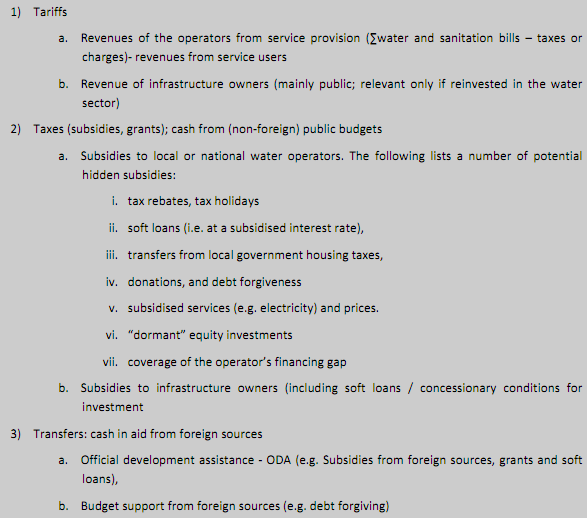 1) Tariffs
a. Revenues of the operators from service provision (∑water and sanitation bills – taxes or
charges)- revenues from service users
b. Revenue of infrastructure owners (mainly public; relevant only if reinvested in the water
sector)
2) Taxes (subsidies, grants); cash from (non-foreign) public budgets
a. Subsidies to local or national water operators. The following lists a number of potential
hidden subsidies:
i. tax rebates, tax holidays
ii. soft loans (i.e. at a subsidised interest rate),
iii. transfers from local government housing taxes,
iv. donations, and debt forgiveness
v. subsidised services (e.g. electricity) and prices.
vi. “dormant” equity investments
vii. coverage of the operator’s financing gap
b. Subsidies to infrastructure owners (including soft loans / concessionary conditions for
investment
3) Transfers: cash in aid from foreign sources
a. Official development assistance - ODA (e.g. Subsidies from foreign sources, grants and soft
loans),
b. Budget support from foreign sources (e.g. debt forgiving)